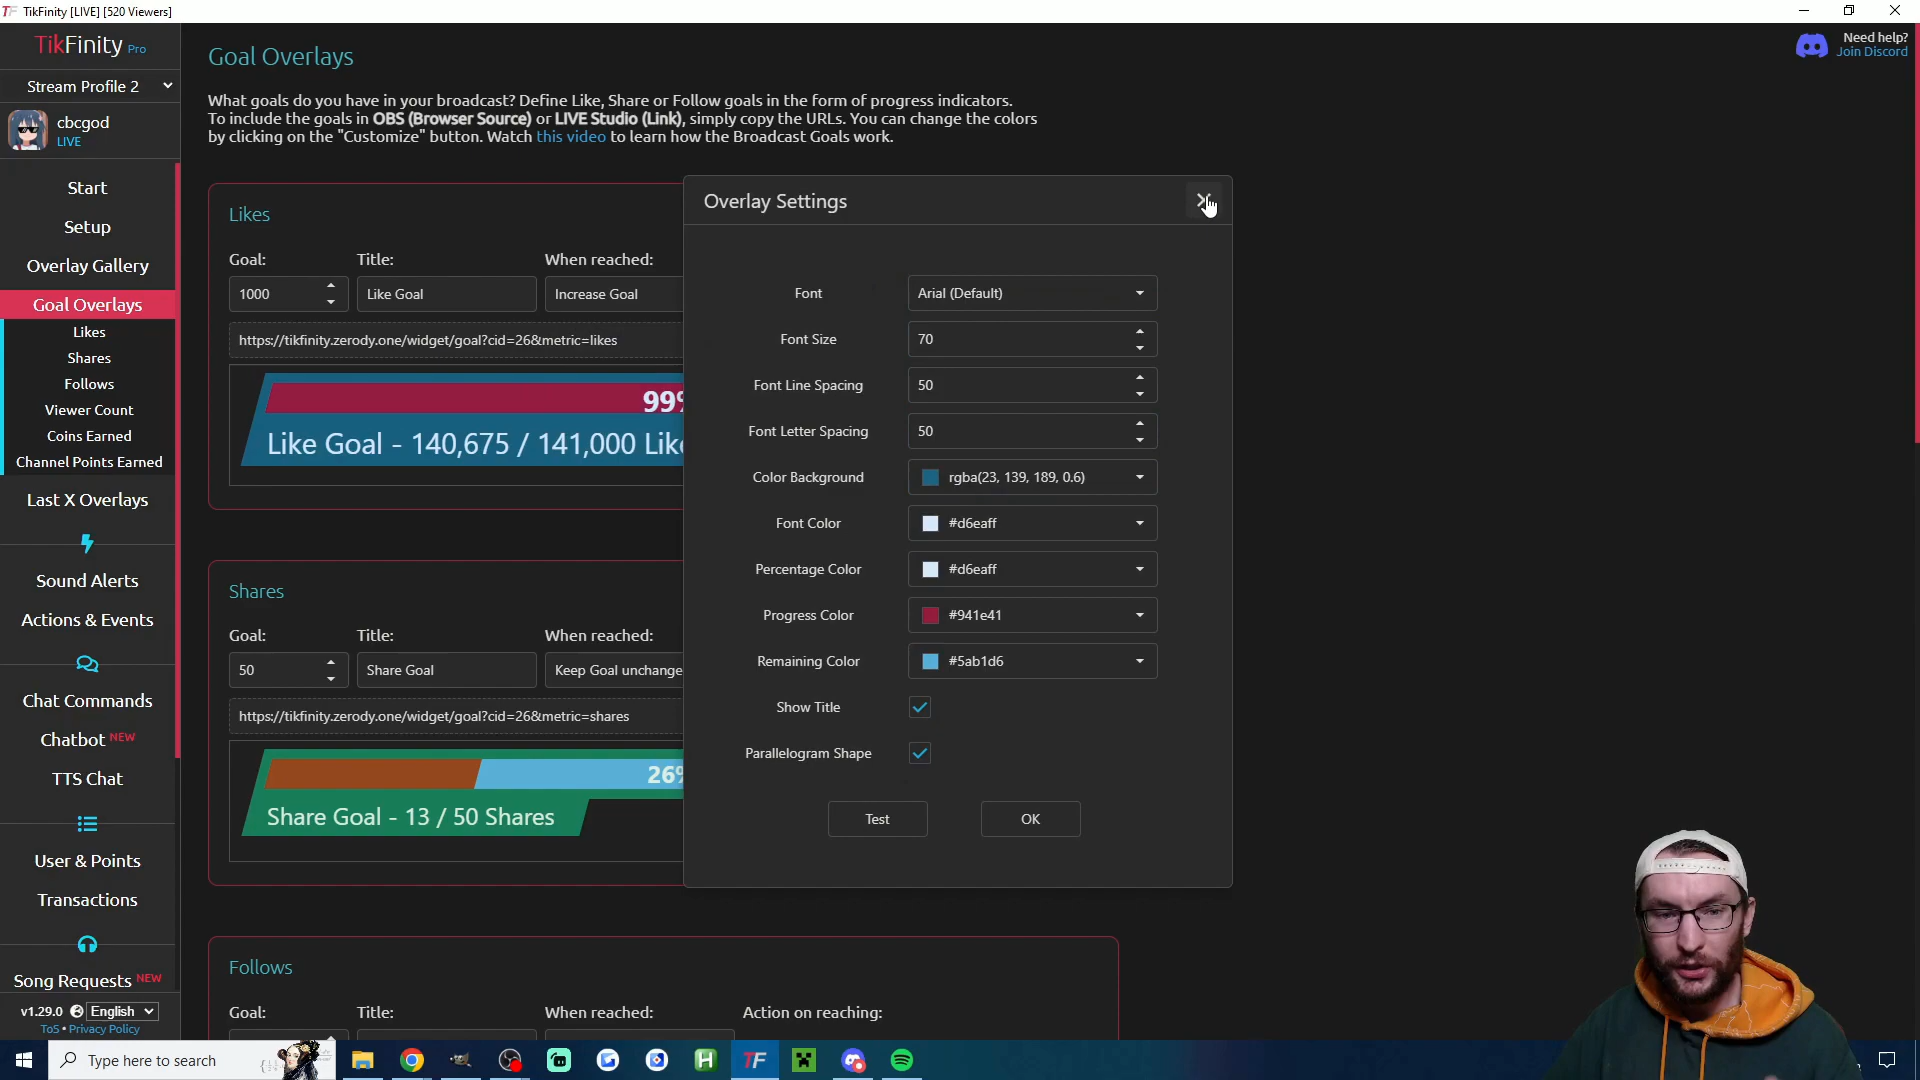 TF TikFinity [LIVE] [520 Viewers]
TikFinity Pro
Stream Profile 2
cbcgod
LIVE
Start
Setup
Overlay Gallery
Goal Overlays
Likes
Shares
Follows
Viewer Count
Coins Earned
Channel Points Earned
Last X Overlays
Sound Alerts
Actions & Events
Chat Commands
Chatbot NEW
TTS Chat
User & Points
Transactions
Song Requests NEW
v1.29.0 English
ToS • Privacy Policy
Goal Overlays
What goals do you have in your broadcast? Define Like, Share or Follow goals in the form of progress indicators.
To include the goals in OBS (Browser Source) or LIVE Studio (Link), simply copy the URLs. You can change the colors
by clicking on the "Customize" button. Watch this video to learn how the Broadcast Goals work.
Need help?
Join Discord
Likes
Goal: Title: When reached:
1000 Like Goal Increase Goal
https://tikfinity.zerody.one/widget/goal?cid=26&metric=likes
99%
Like Goal - 140,675 / 141,000 Like
Shares
Goal: Title: When reached:
50 Share Goal Keep Goal unchange
https://tikfinity.zerody.one/widget/goal?cid=26&metric=shares
26%
Share Goal - 13 / 50 Shares
Follows
Goal: Title: When reached: Action on reaching:
Overlay Settings
Font Arial (Default)
Font Size 70
Font Line Spacing 50
Font Letter Spacing 50
Color Background rgba(23, 139, 189, 0.6)
Font Color #d6eaff
Percentage Color #d6eaff
Progress Color #941e41
Remaining Color #5ab1d6
Show Title
Parallelogram Shape
Test OK
Type here to search
H TF